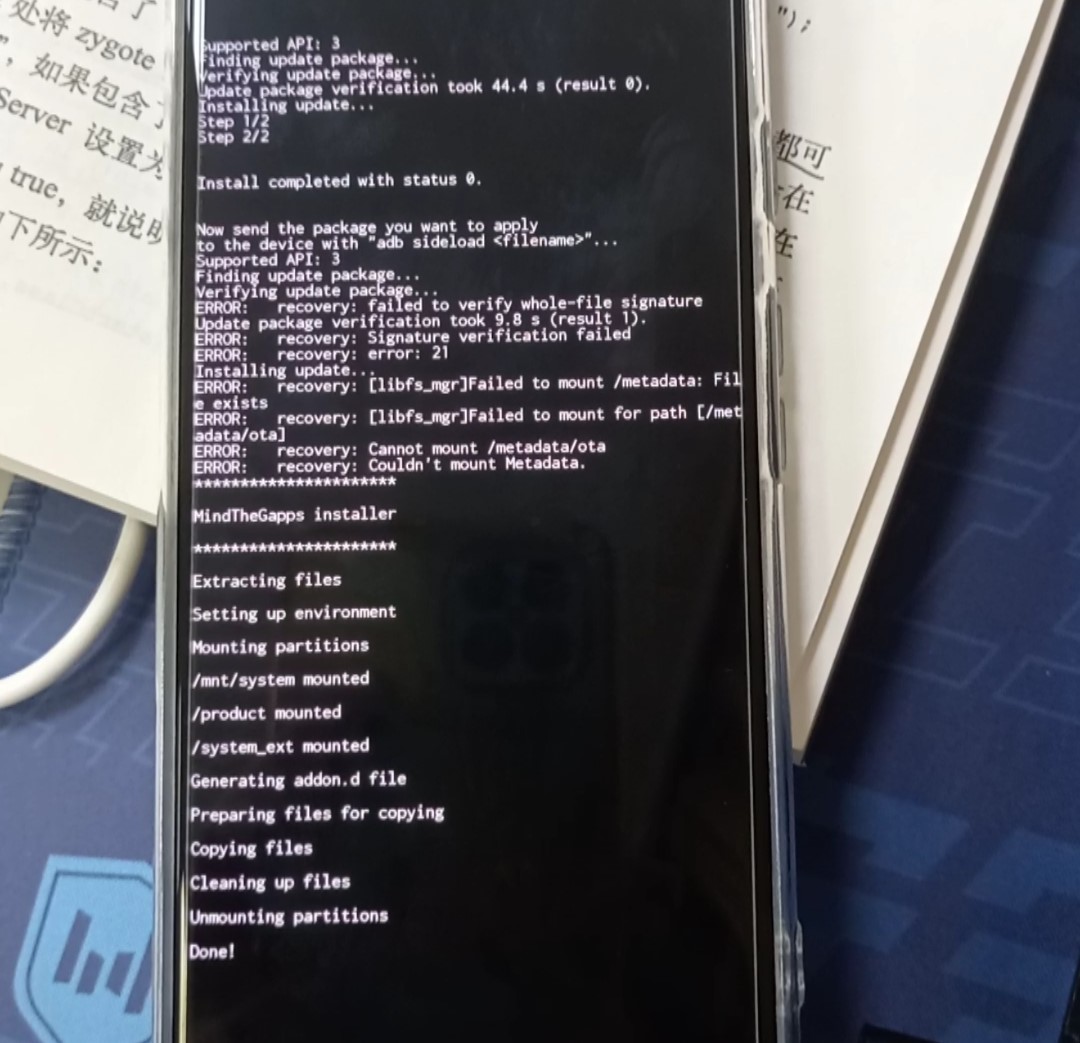 处将 zygote
”，如果包含
Server 设置为
true，就说明
下所示：
");
都可
在
在
Supported API: 3
Finding update package...
Verifying update package...
Update package verification took 44.4 s (result 0).
Installing update...
Step 1/2
Step 2/2
Install completed with status 0.
Now send the package you want to apply
to the device with "adb sideload <filename>"...
Supported API: 3
Finding update package...
Verifying update package...
ERROR: recovery: failed to verify whole-file signature
Update package verification took 9.8 s (result 1).
ERROR: recovery: Signature verification failed
ERROR: recovery: error: 21
Installing update...
ERROR: recovery: [libfs_mgr]Failed to mount /metadata: Fil
e exists
ERROR: recovery: [libfs_mgr]Failed to mount for path [/met
adata/ota]
ERROR: recovery: Cannot mount /metadata/ota
ERROR: recovery: Couldn't mount Metadata.
**********************
MindTheGapps installer
**********************
Extracting files
Setting up environment
Mounting partitions
/mnt/system mounted
/product mounted
/system_ext mounted
Generating addon.d file
Preparing files for copying
Copying files
Cleaning up files
Unmounting partitions
Done!